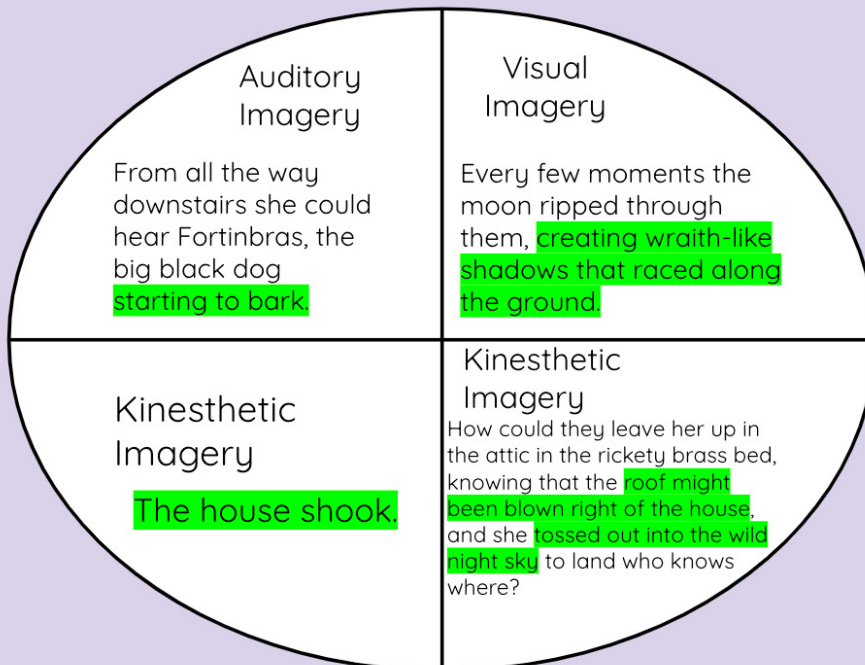 Auditory
Imagery
From all the way
downstairs she could
hear Fortinbras, the
big black dog
starting to bark.
Visual
Imagery
Every few moments the
moon ripped through
them, creating wraith-like
shadows that raced along
the ground.
Kinesthetic
Imagery
The house shook.
Kinesthetic
Imagery
How could they leave her up in
the attic in the rickety brass bed,
knowing that the roof might
been blown right of the house,
and she tossed out into the wild
night sky to land who knows
where?